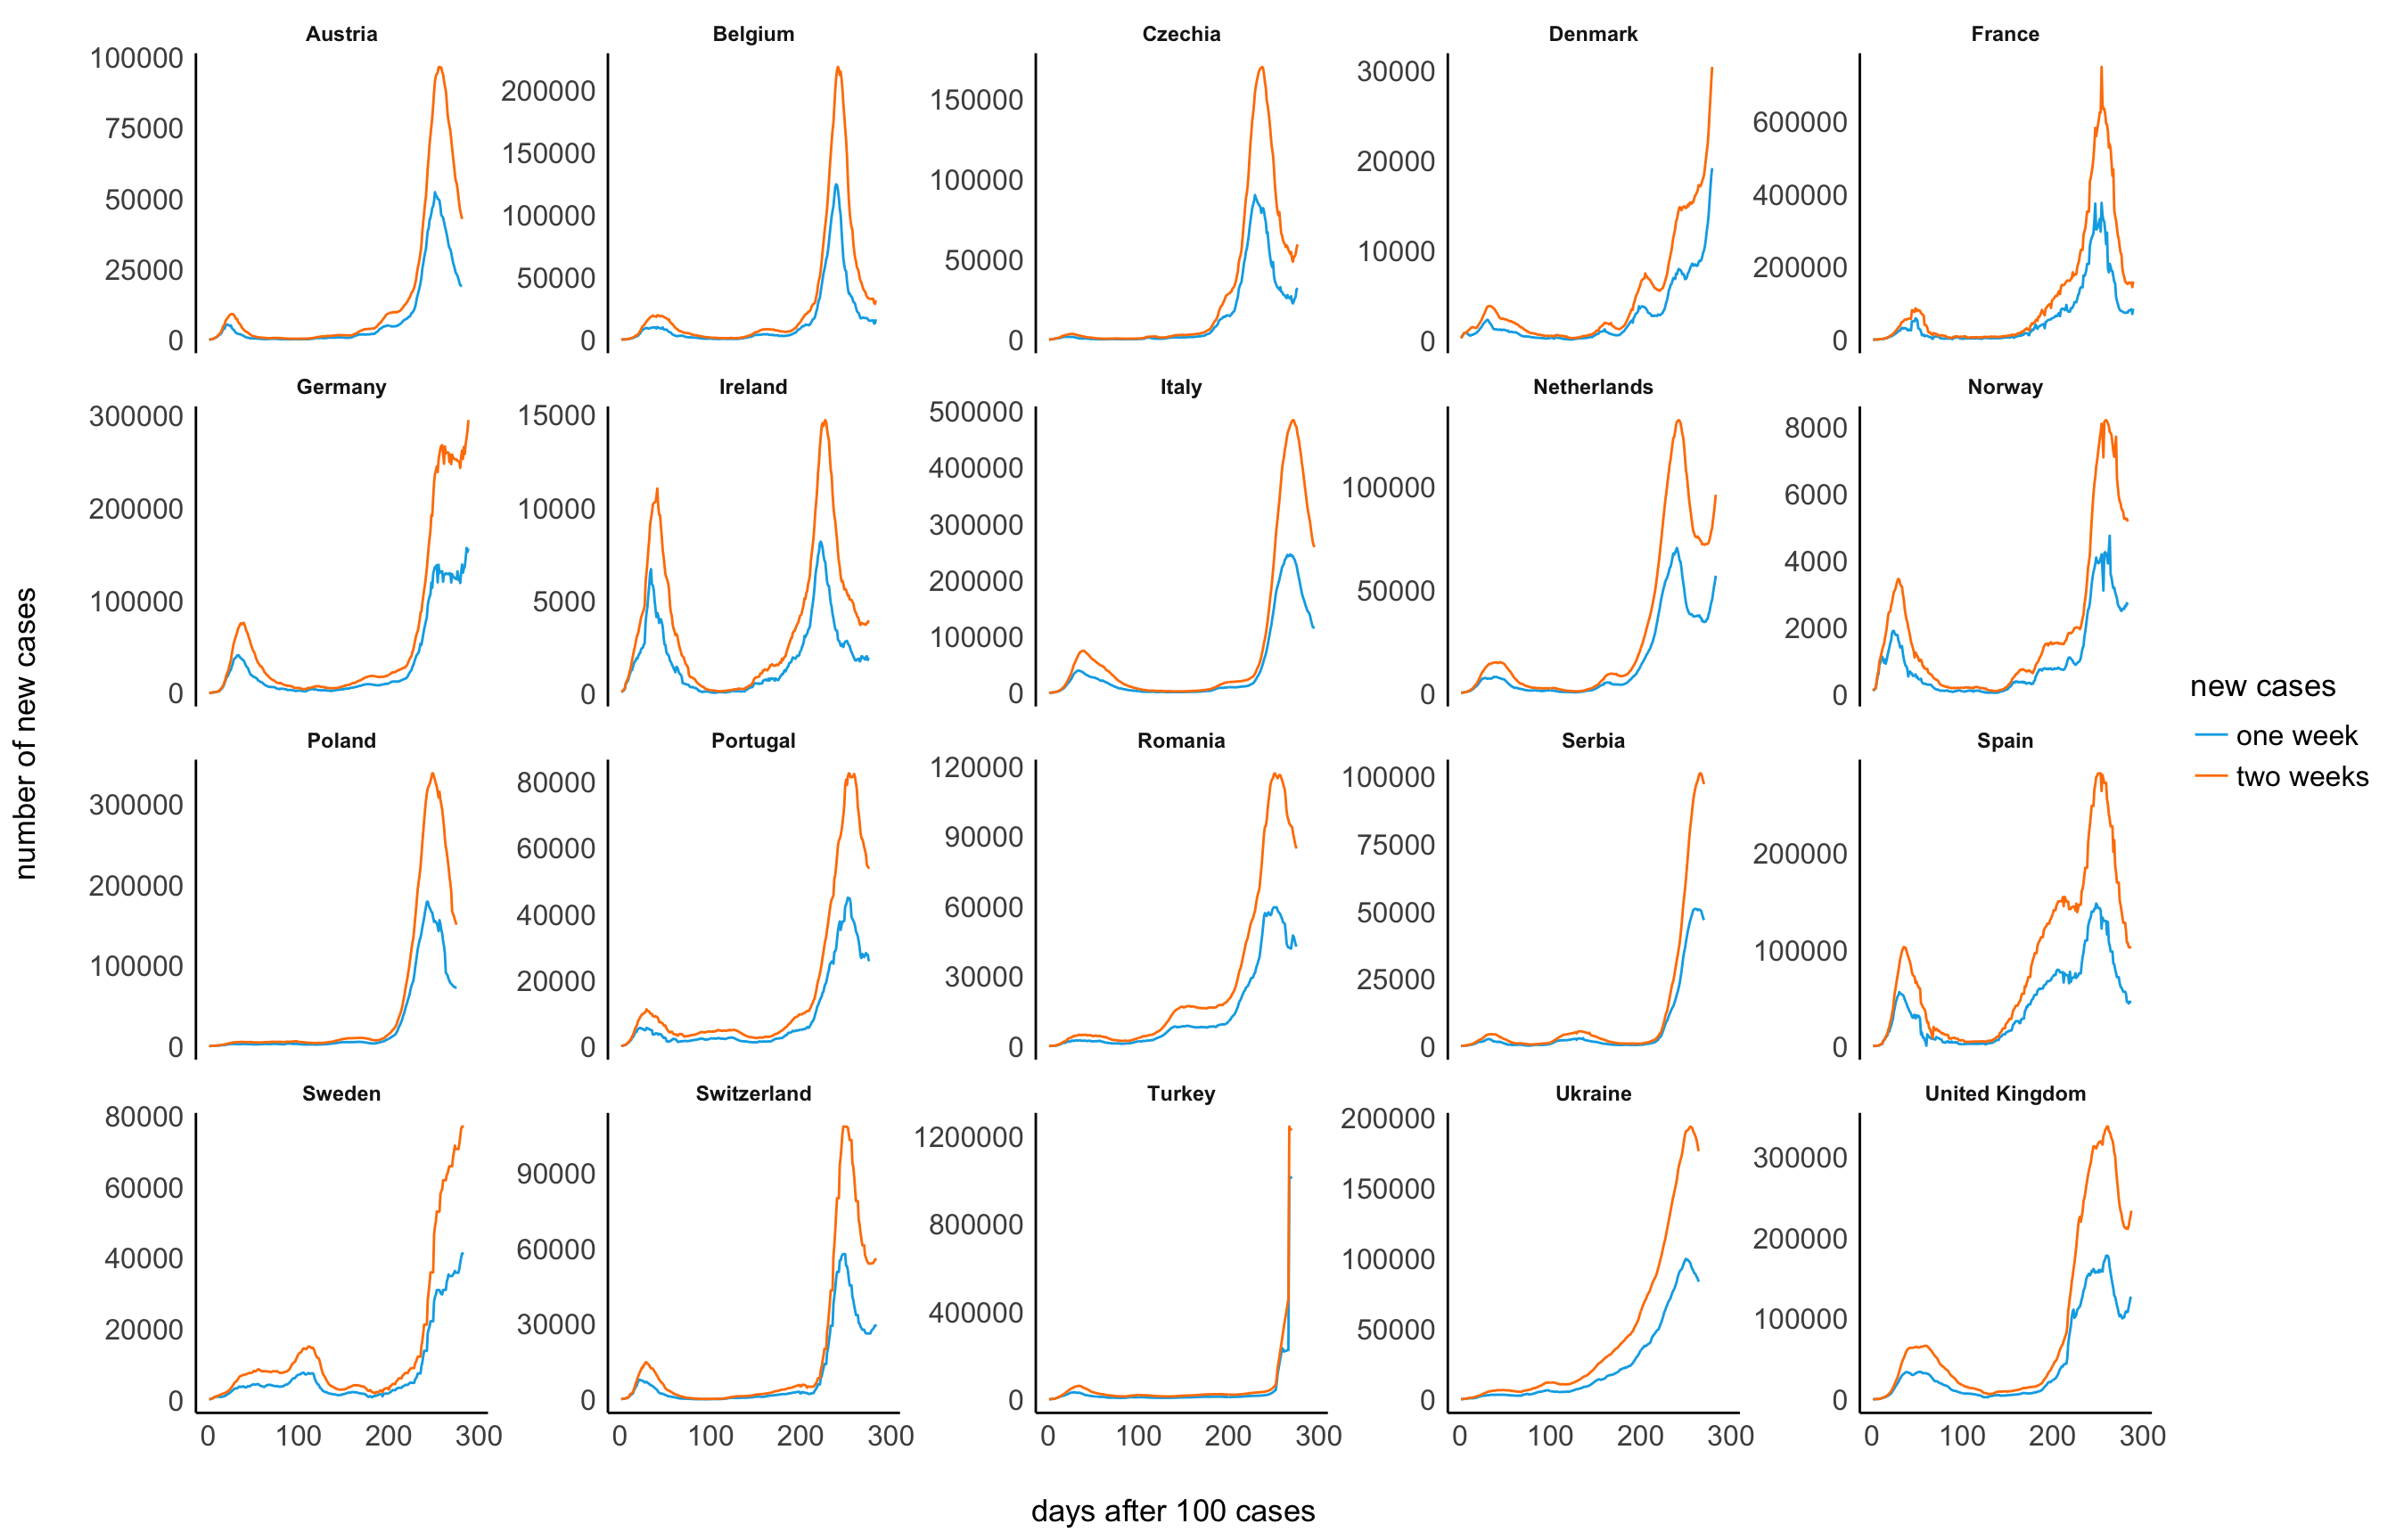 Austria Belgium Czechia Denmark France
100000 75000 50000 25000 0
200000 150000 100000 50000 0
150000 100000 50000 0
30000 20000 10000 0
600000 400000 200000 0
Germany Ireland Italy Netherlands Norway
300000 200000 100000 0
15000 10000 5000 0
500000 400000 300000 200000 100000 0
100000 50000 0
8000 6000 4000 2000 0
Poland Portugal Romania Serbia Spain
300000 200000 100000 0
80000 60000 40000 20000 0
120000 90000 60000 30000 0
100000 75000 50000 25000 0
200000 100000 0
Sweden Switzerland Turkey Ukraine United Kingdom
80000 60000 40000 20000 0
90000 60000 30000 0
1200000 800000 400000 0
200000 150000 100000 50000 0
300000 200000 100000 0
0 100 200 300 0 100 200 300 0 100 200 300 0 100 200 300 0 100 200 300
days after 100 cases
number of new cases
new cases
one week
two weeks